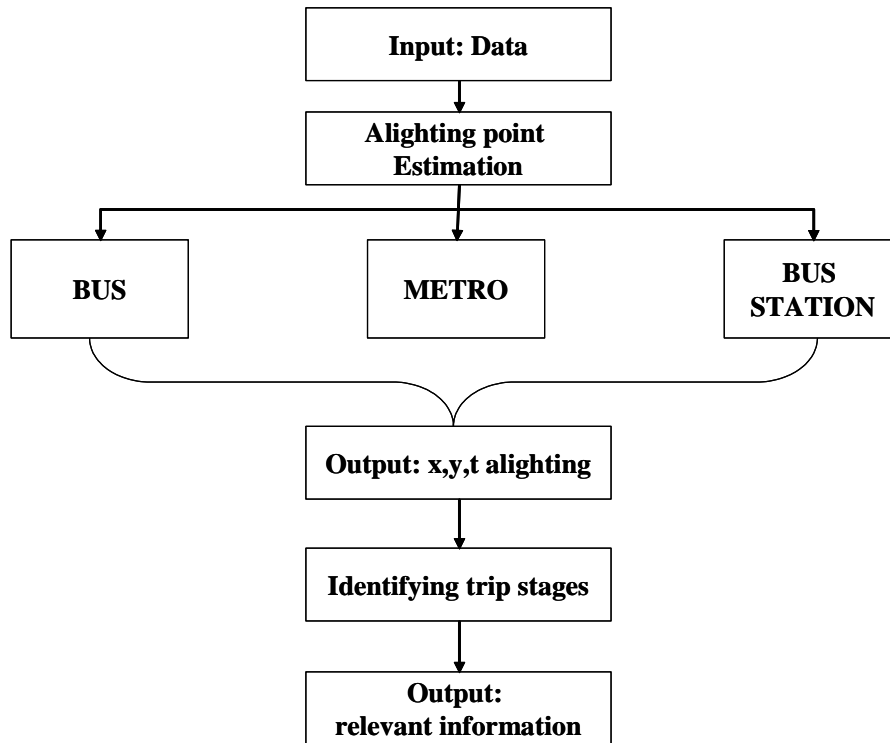 Input: Data
Alighting point
Estimation
BUS
METRO
BUS
STATION
Output: x,y,t alighting
Identifying trip stages
Output:
relevant information